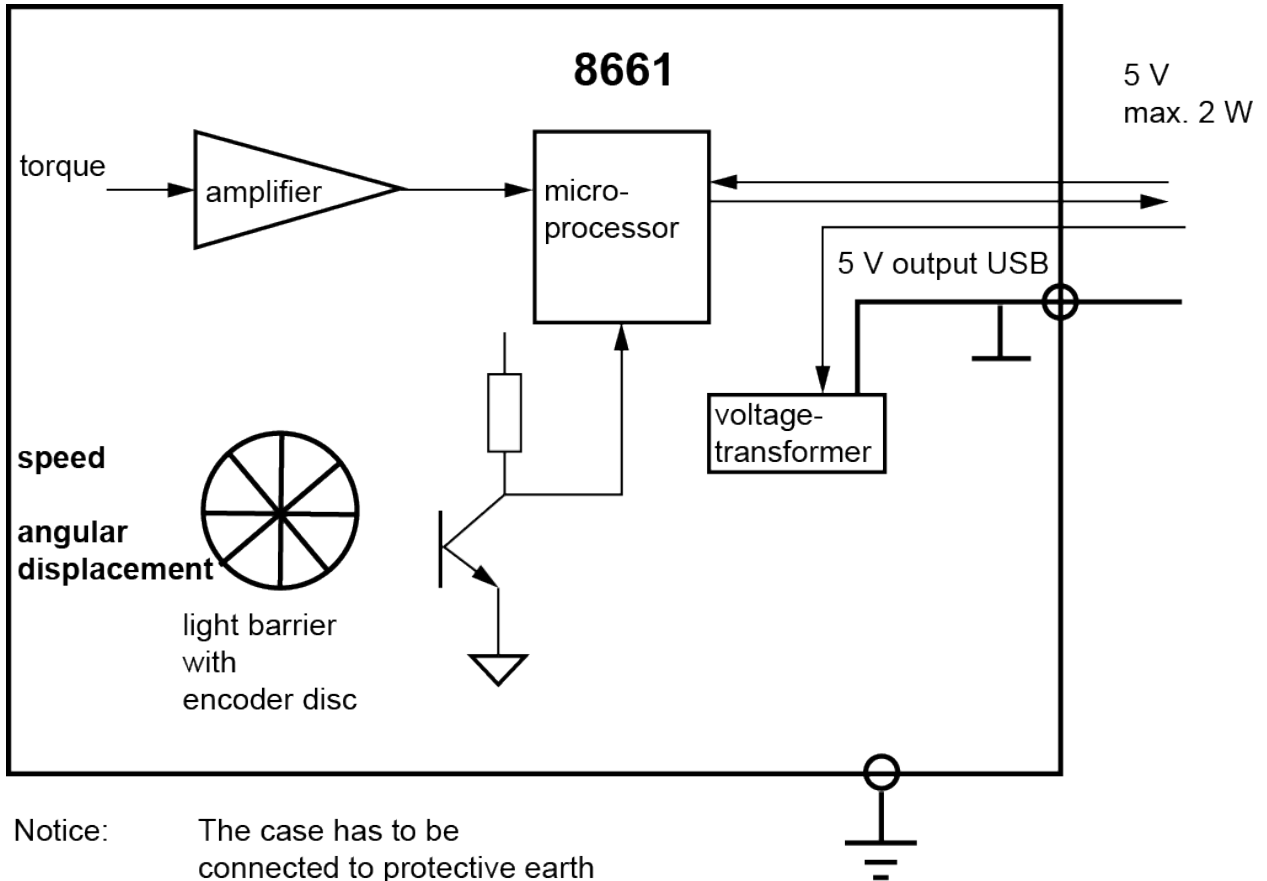 8661
5 V
max. 2 W
torque
amplifier
micro-
processor
5 V output USB
voltage-
transformer
speed
angular
displacement
light barrier
with
encoder disc
Notice: The case has to be
connected to protective earth